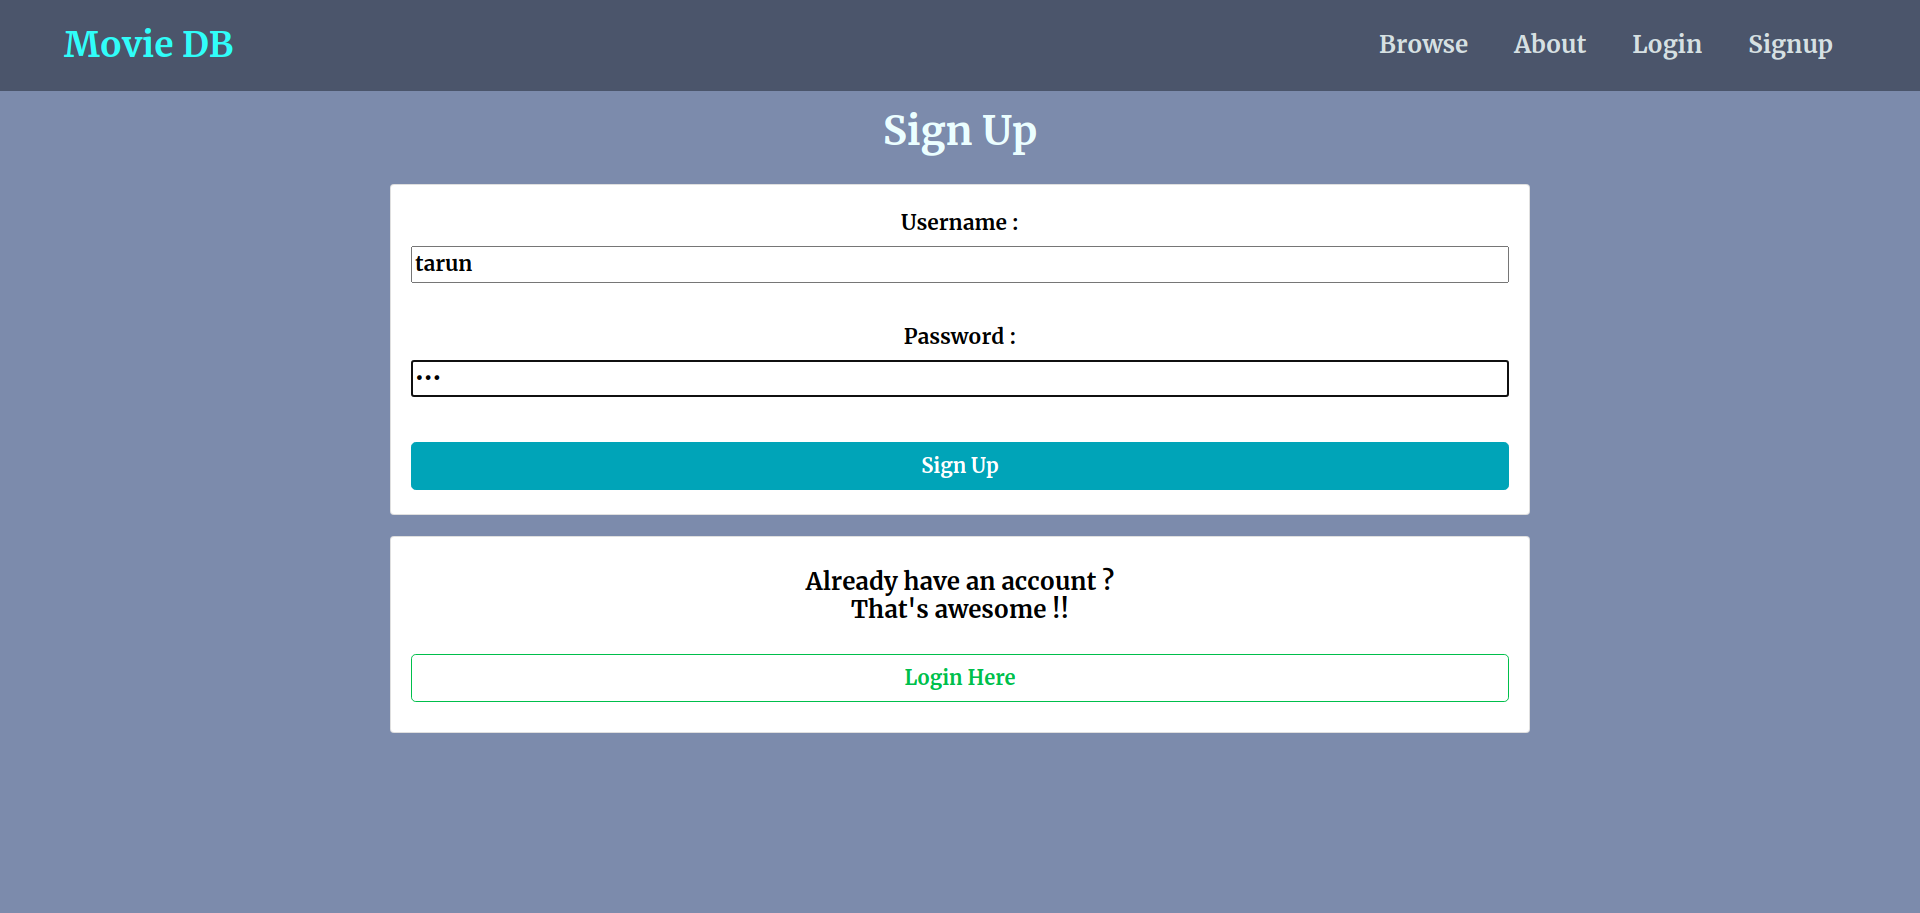 Movie DB Browse About Login Signup
Sign Up
Username :
tarun
Password :
•••
Sign Up
Already have an account ?
That's awesome !!
Login Here